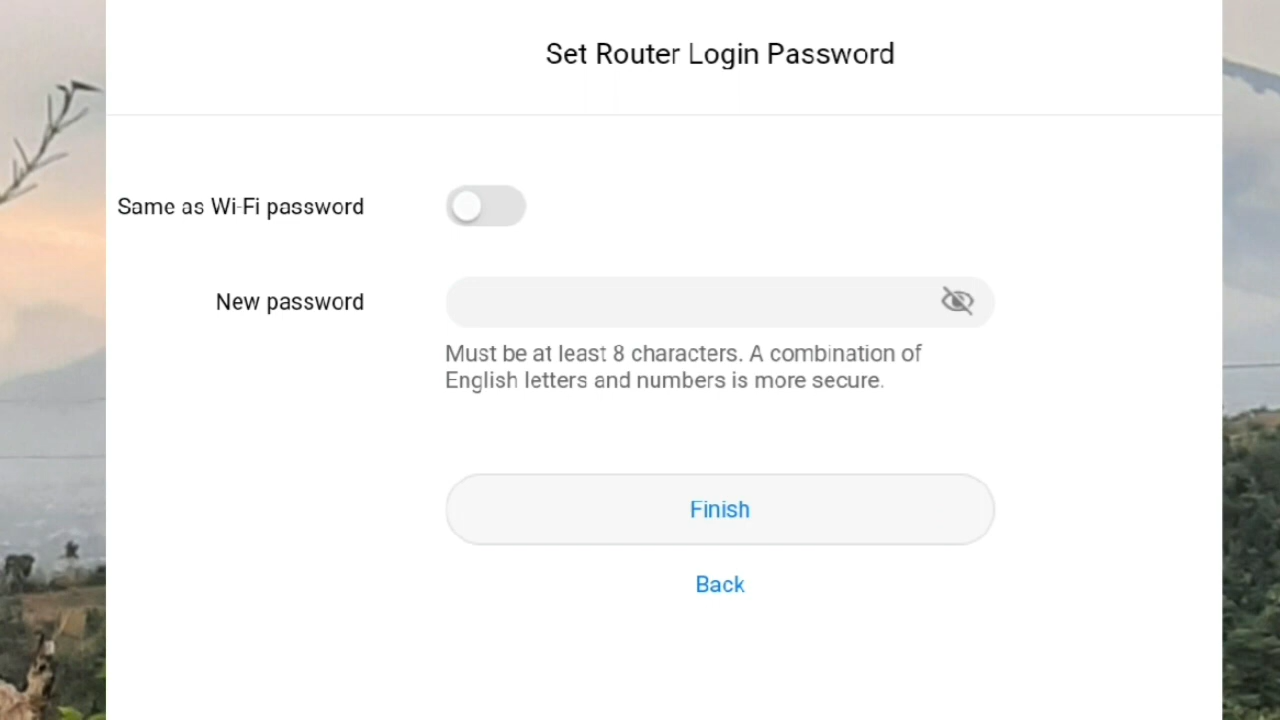 Set Router Login Password
Same as Wi-Fi password
New password
Must be at least 8 characters. A combination of
English letters and numbers is more secure.
Finish
Back